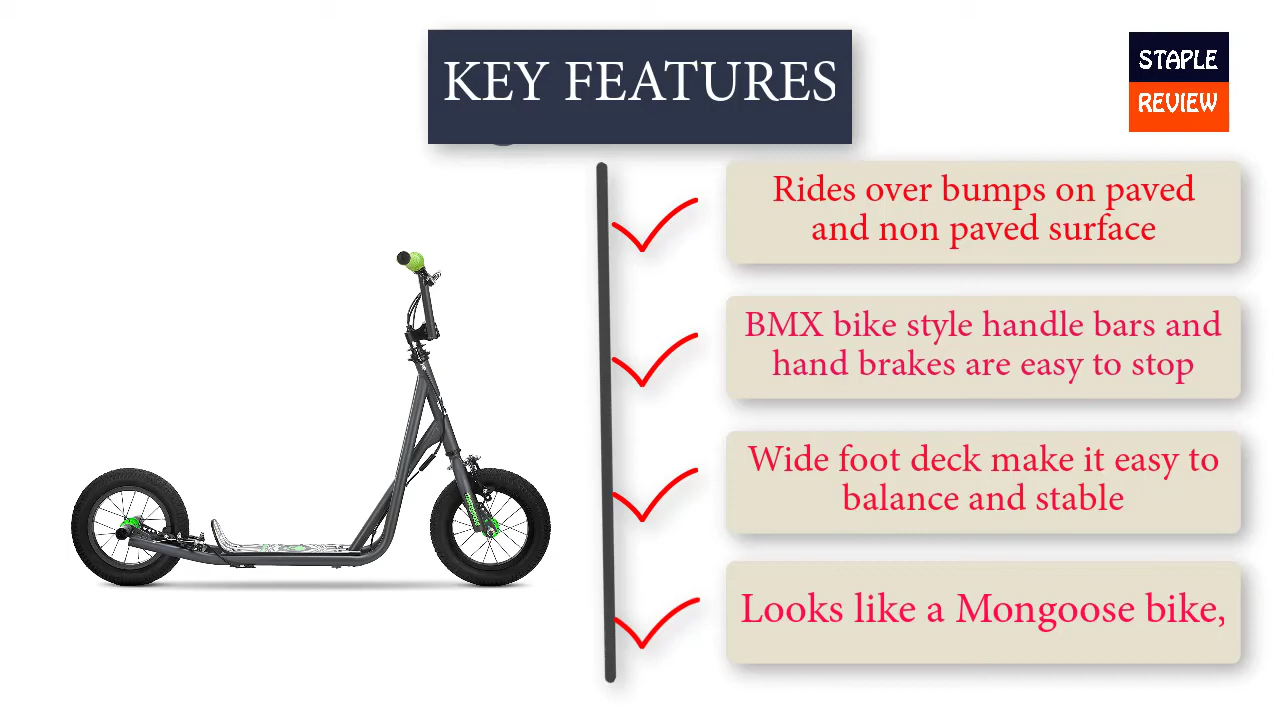 KEY FEATURES
STAPLE
REVIEW
Rides over bumps on paved
and non paved surface
BMX bike style handle bars and
hand brakes are easy to stop
Wide foot deck make it easy to
balance and stable
Looks like a Mongoose bike,